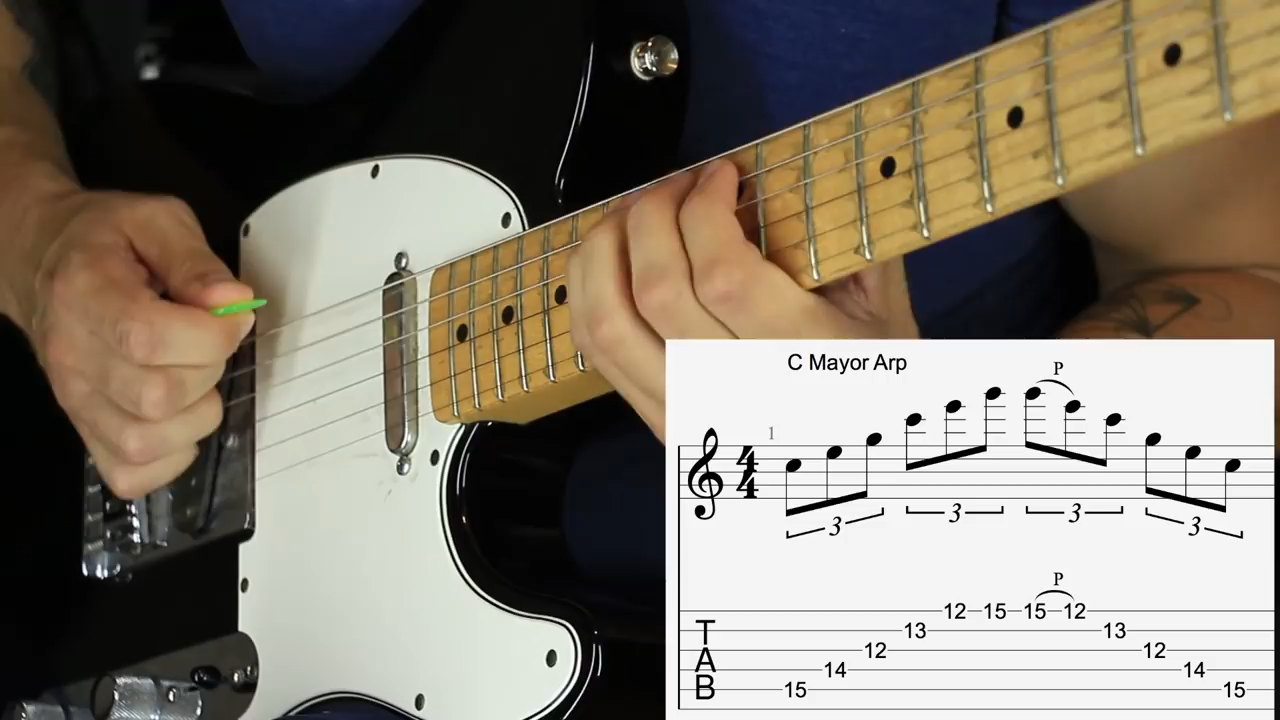 C Mayor Arp
P
1
4
4
3 3 3 3
P
12 15 15 12
T 13 13
A 12 12
14 14
B 15 15